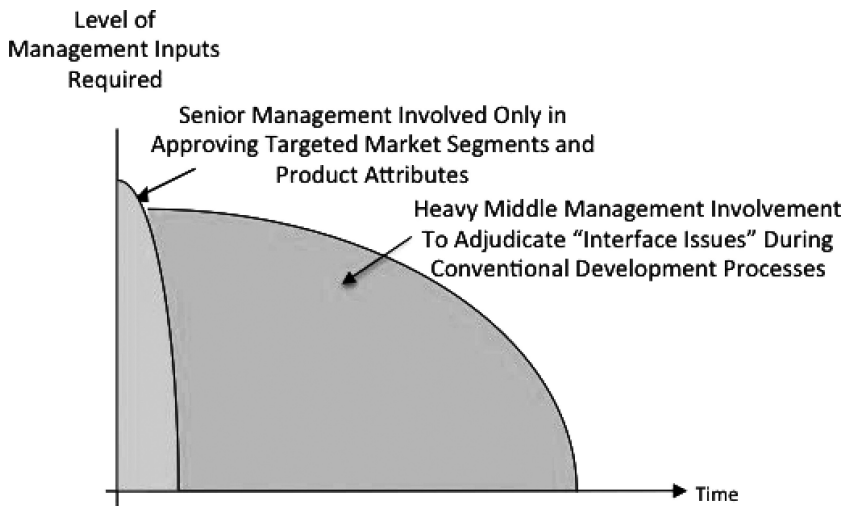 Level of
Management Inputs
Required
Senior Management Involved Only in
Approving Targeted Market Segments and
Product Attributes
Heavy Middle Management Involvement
To Adjudicate “Interface Issues” During
Conventional Development Processes
Time